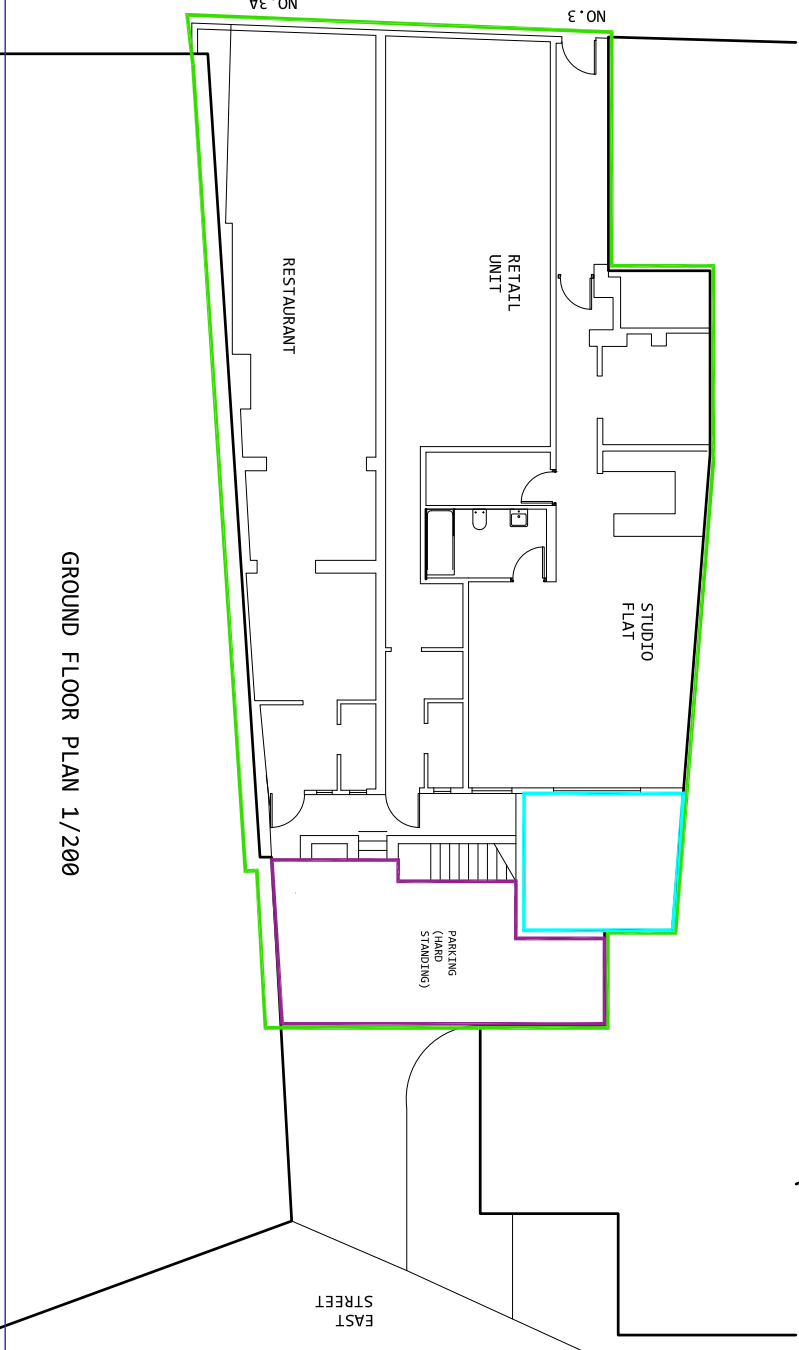 NO.3A
NO.3
RESTAURANT
RETAIL
UNIT
STUDIO
FLAT
GROUND FLOOR PLAN 1/200
PARKING
(HARD
STANDING)
EAST
STREET